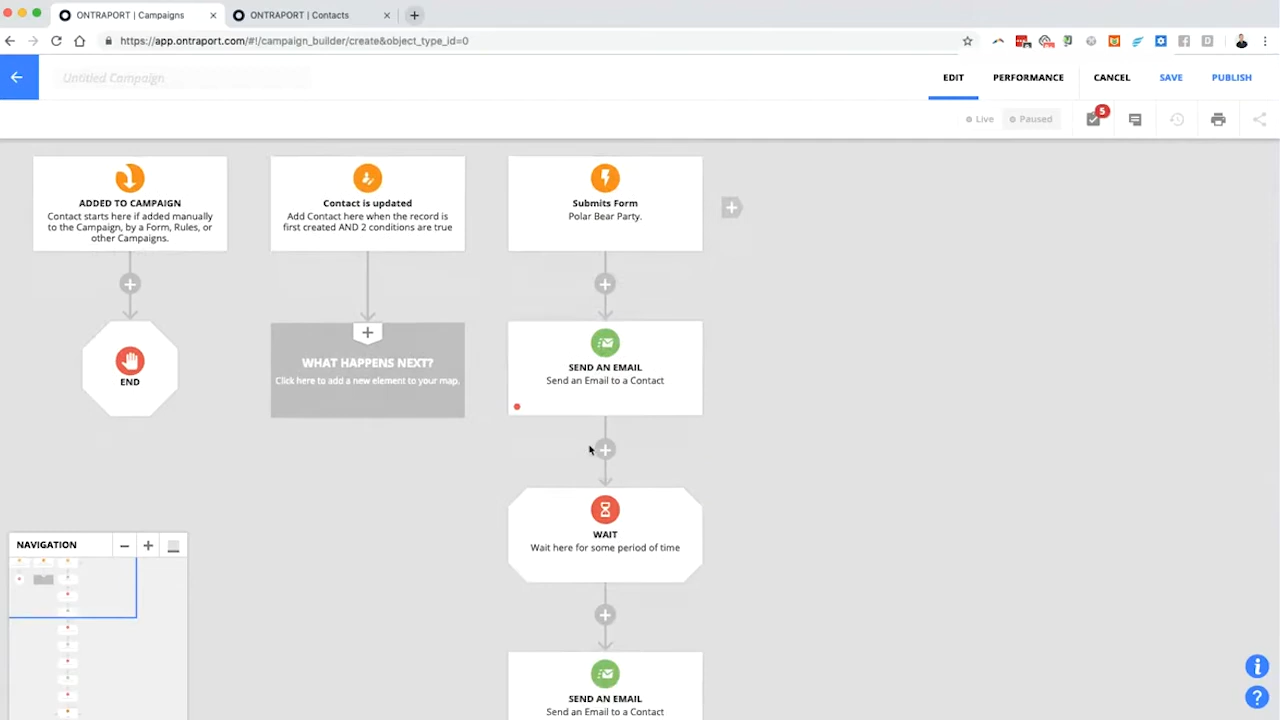 ONTRAPORT | Campaigns
ONTRAPORT | Contacts
https://app.ontraport.com/#!/campaign_builder/create&object_type_id=0
Untitled Campaign
EDIT
PERFORMANCE
CANCEL
SAVE
PUBLISH
Live
Paused
5
ADDED TO CAMPAIGN
Contact starts here if added manually
to the Campaign, by a Form, Rules, or
other Campaigns.
Contact is updated
Add Contact here when the record is
first created AND 2 conditions are true
Submits Form
Polar Bear Party.
END
WHAT HAPPENS NEXT?
Click here to add a new element to your map.
SEND AN EMAIL
Send an Email to a Contact
WAIT
Wait here for some period of time
SEND AN EMAIL
Send an Email to a Contact
NAVIGATION